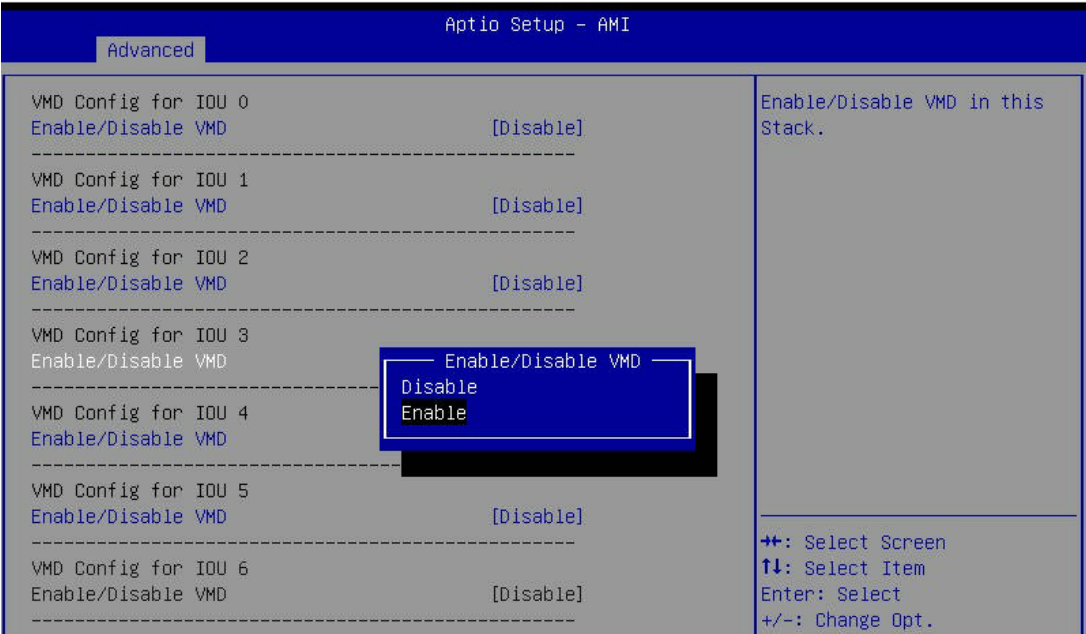 Aptio Setup – AMI
Advanced
VMD Config for IOU 0
Enable/Disable VMD [Disable]
VMD Config for IOU 1
Enable/Disable VMD [Disable]
VMD Config for IOU 2
Enable/Disable VMD [Disable]
VMD Config for IOU 3
Enable/Disable VMD
VMD Config for IOU 4
Enable/Disable VMD
VMD Config for IOU 5
Enable/Disable VMD [Disable]
VMD Config for IOU 6
Enable/Disable VMD [Disable]
Enable/Disable VMD
Disable
Enable
Enable/Disable VMD in this
Stack.
→←: Select Screen
↑↓: Select Item
Enter: Select
+/-: Change Opt.